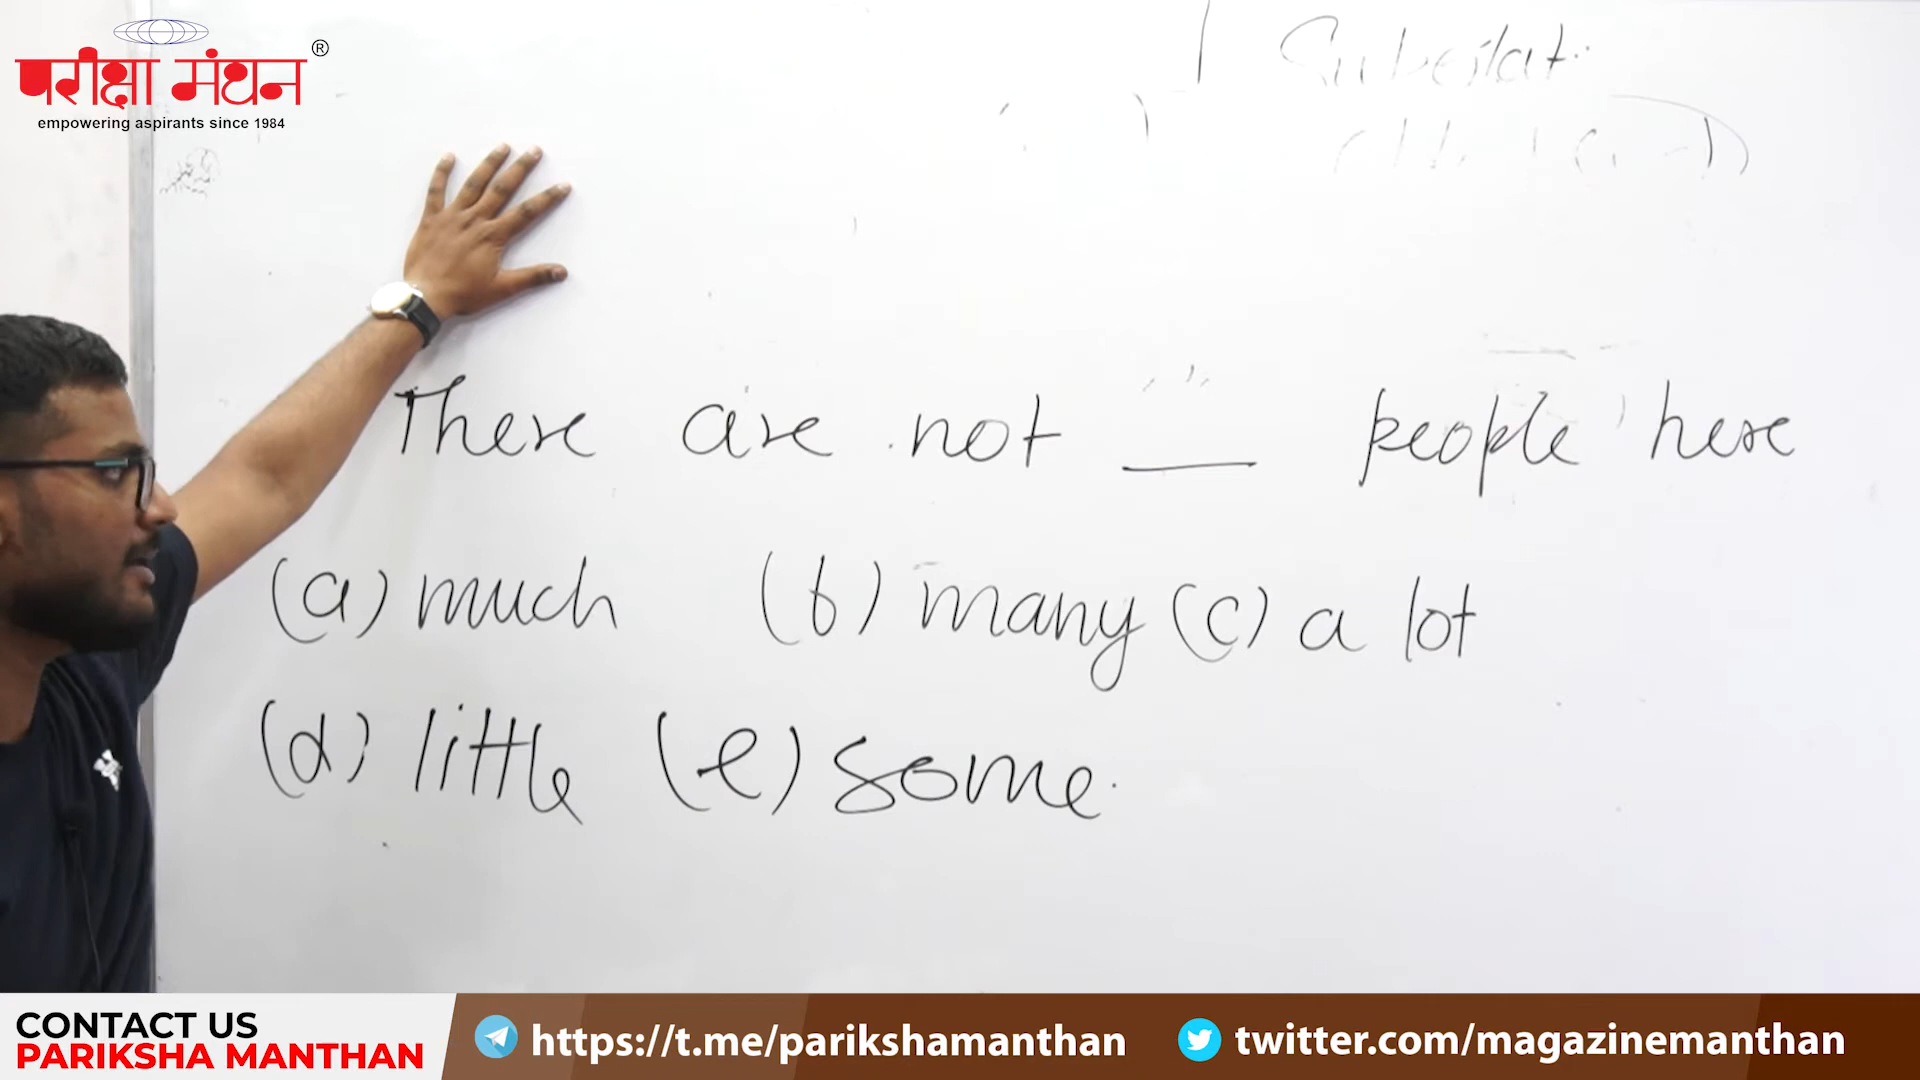 परीक्षा मंथन ®
empowering aspirants since 1984
There are not __ people here
(a) much (b) many (c) a lot
(d) little (e) some.
CONTACT US
PARIKSHA MANTHAN
https://t.me/parikshamanthan
twitter.com/magazinemanthan